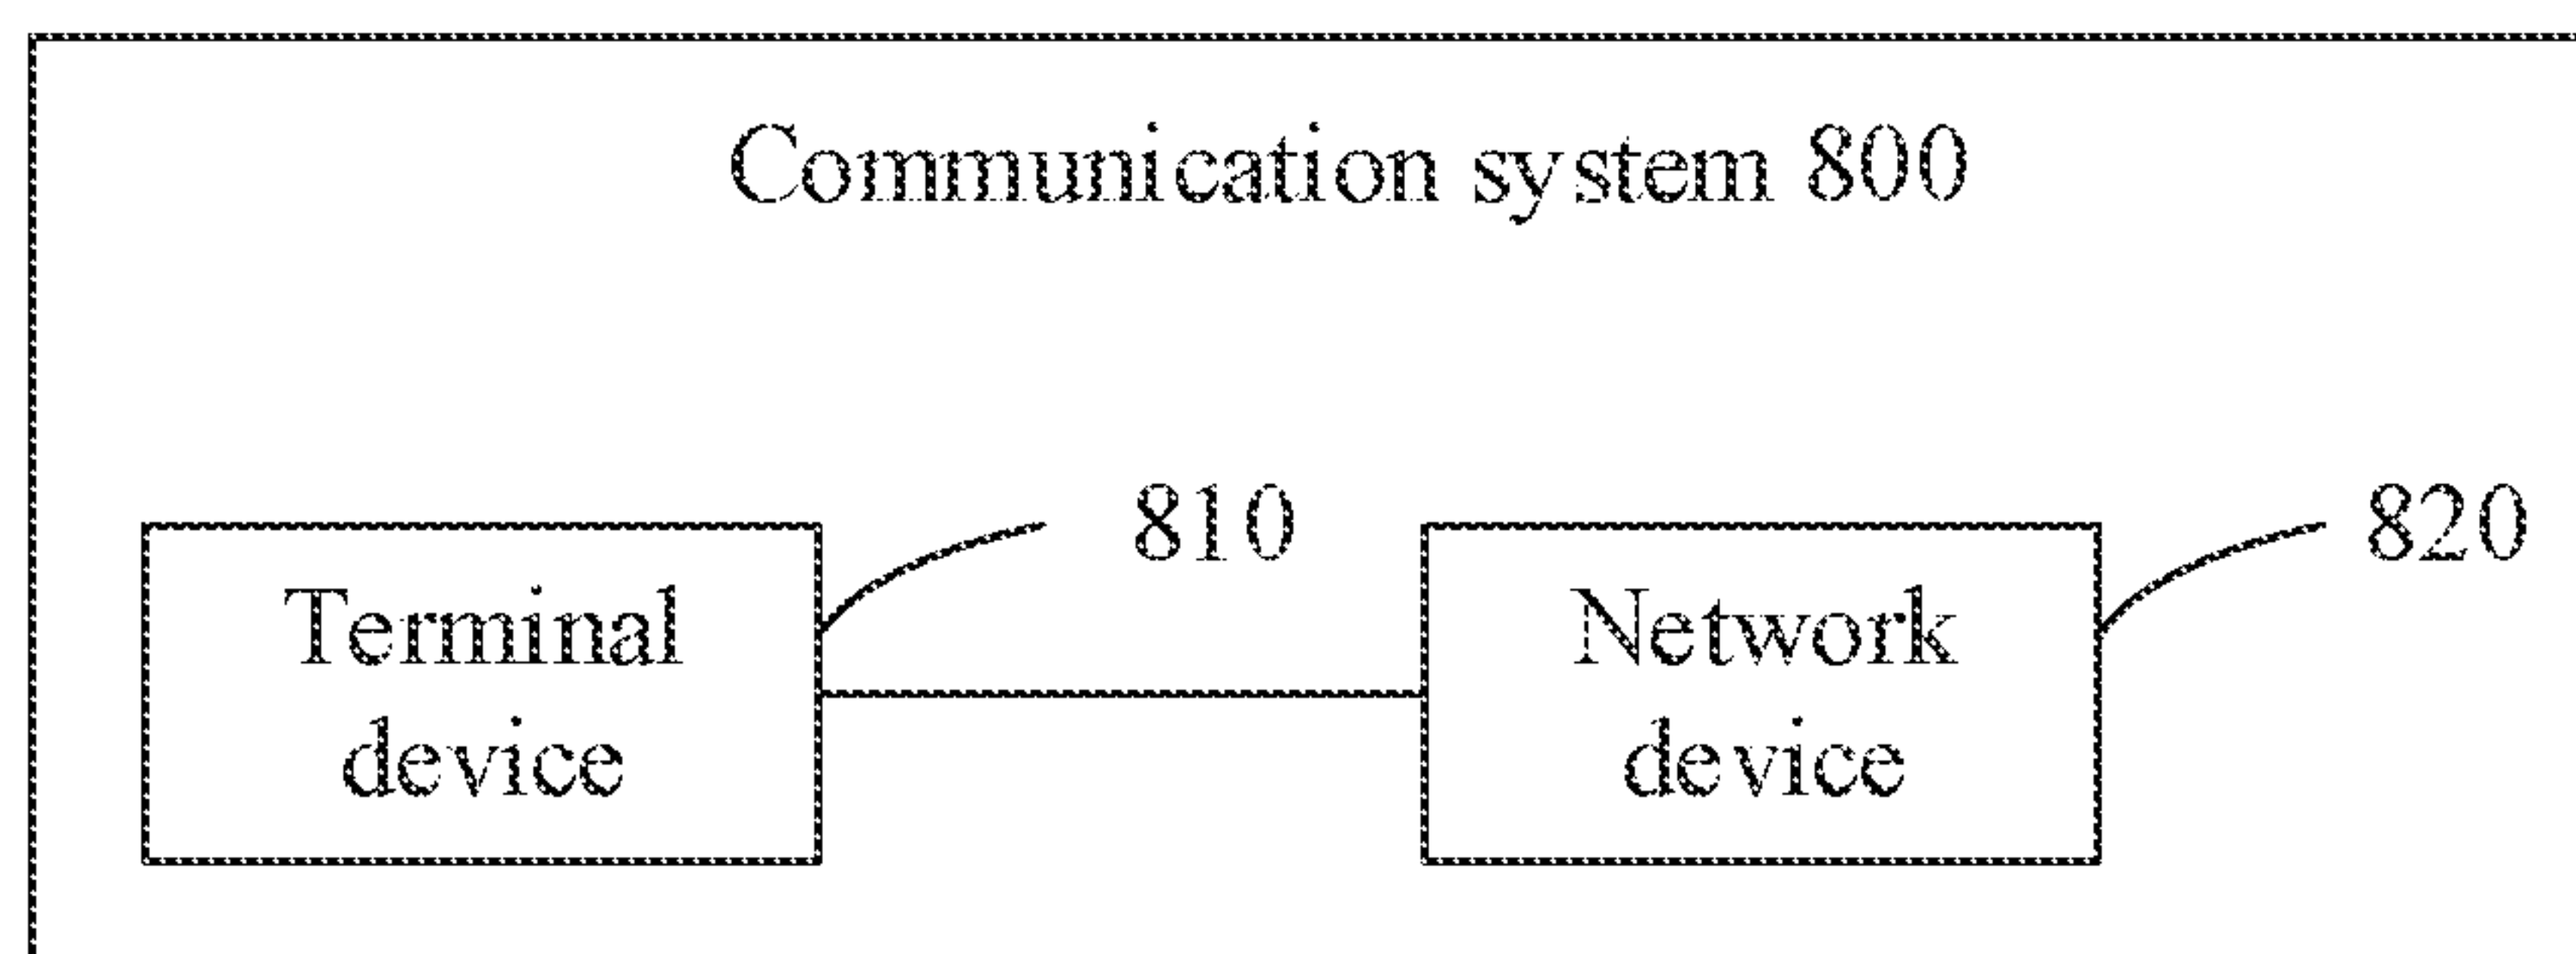 Communication system 800
810
820
Terminal
device
Network
device